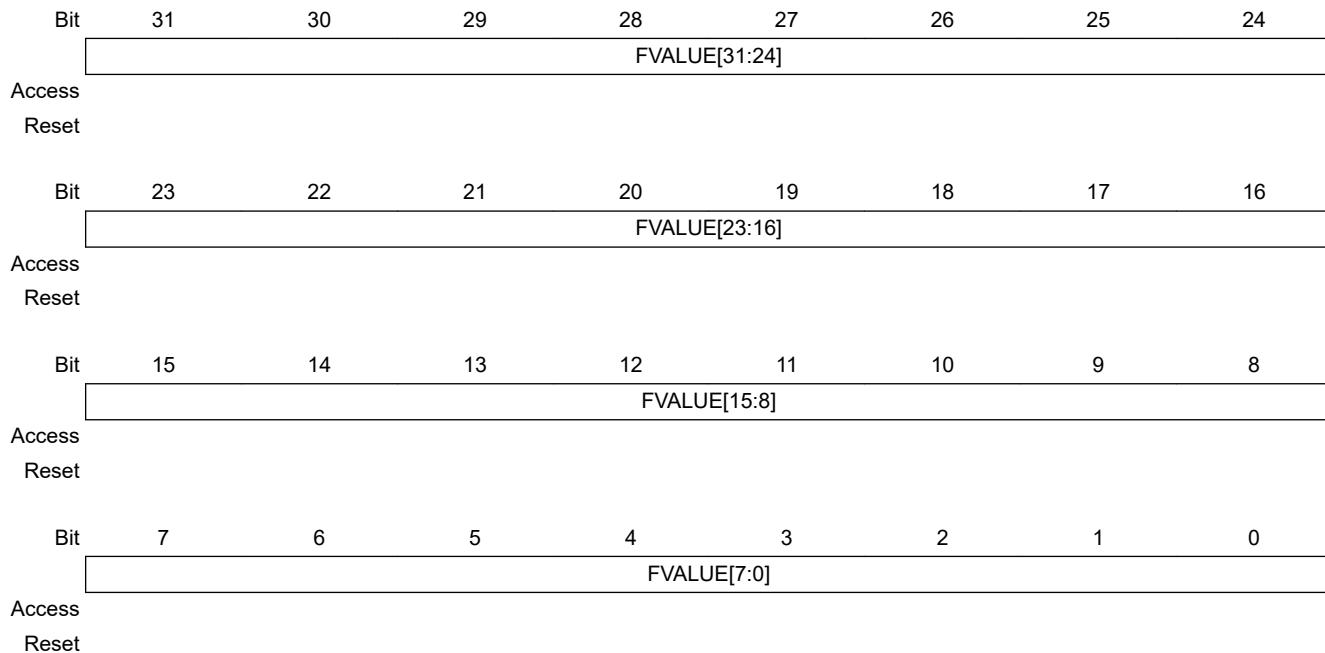 Bit 31 30 29 28 27 26 25 24
FVALUE[31:24]
Access
Reset
Bit 23 22 21 20 19 18 17 16
FVALUE[23:16]
Access
Reset
Bit 15 14 13 12 11 10 9 8
FVALUE[15:8]
Access
Reset
Bit 7 6 5 4 3 2 1 0
FVALUE[7:0]
Access
Reset